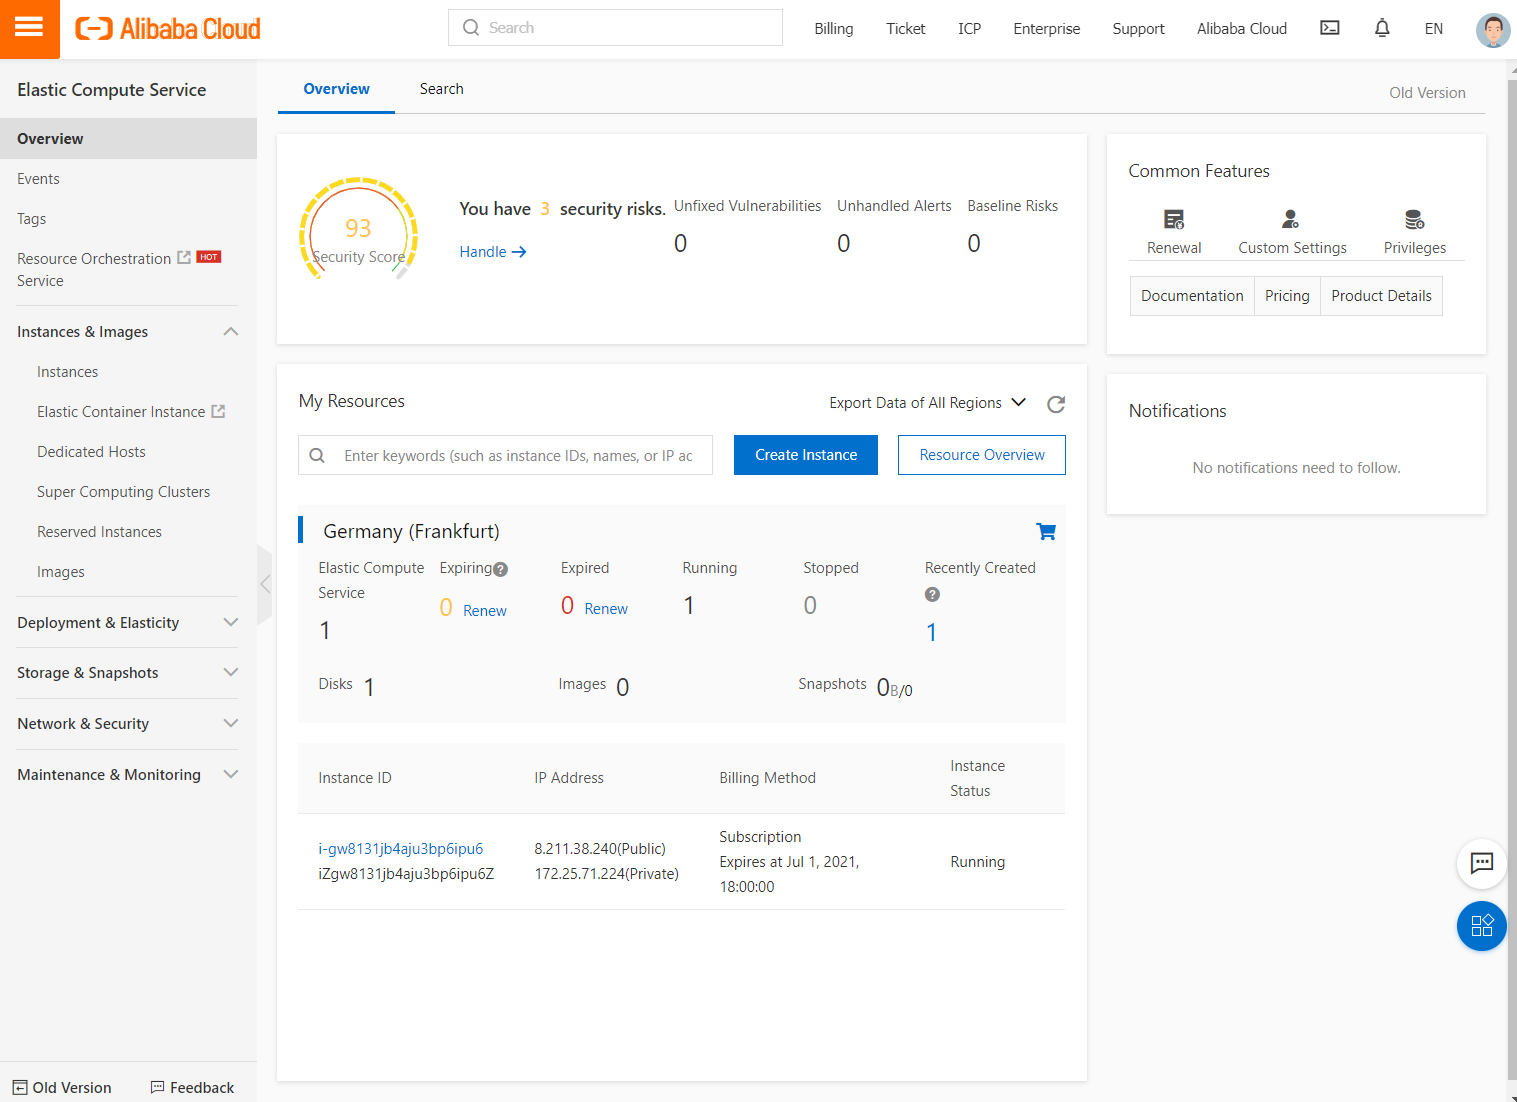 Alibaba Cloud
Search
Billing
Ticket
ICP
Enterprise
Support
Alibaba Cloud
EN
Elastic Compute Service
Overview
Events
Tags
Resource Orchestration Service
HOT
Instances & Images
Instances
Elastic Container Instance
Dedicated Hosts
Super Computing Clusters
Reserved Instances
Images
Deployment & Elasticity
Storage & Snapshots
Network & Security
Maintenance & Monitoring
Old Version
Feedback
Overview
Search
Old Version
93
Security Score
You have 3 security risks.
Handle
Unfixed Vulnerabilities
0
Unhandled Alerts
0
Baseline Risks
0
My Resources
Export Data of All Regions
Enter keywords (such as instance IDs, names, or IP ac
Create Instance
Resource Overview
Germany (Frankfurt)
Elastic Compute
Service
1
Expiring
0 Renew
Expired
0 Renew
Running
1
Stopped
0
Recently Created
1
Disks 1
Images 0
Snapshots 0B/0
Instance ID
IP Address
Billing Method
Instance
Status
i-gw8131jb4aju3bp6ipu6
iZgw8131jb4aju3bp6ipu6Z
8.211.38.240(Public)
172.25.71.224(Private)
Subscription
Expires at Jul 1, 2021,
18:00:00
Running
Common Features
Renewal
Custom Settings
Privileges
Documentation
Pricing
Product Details
Notifications
No notifications need to follow.